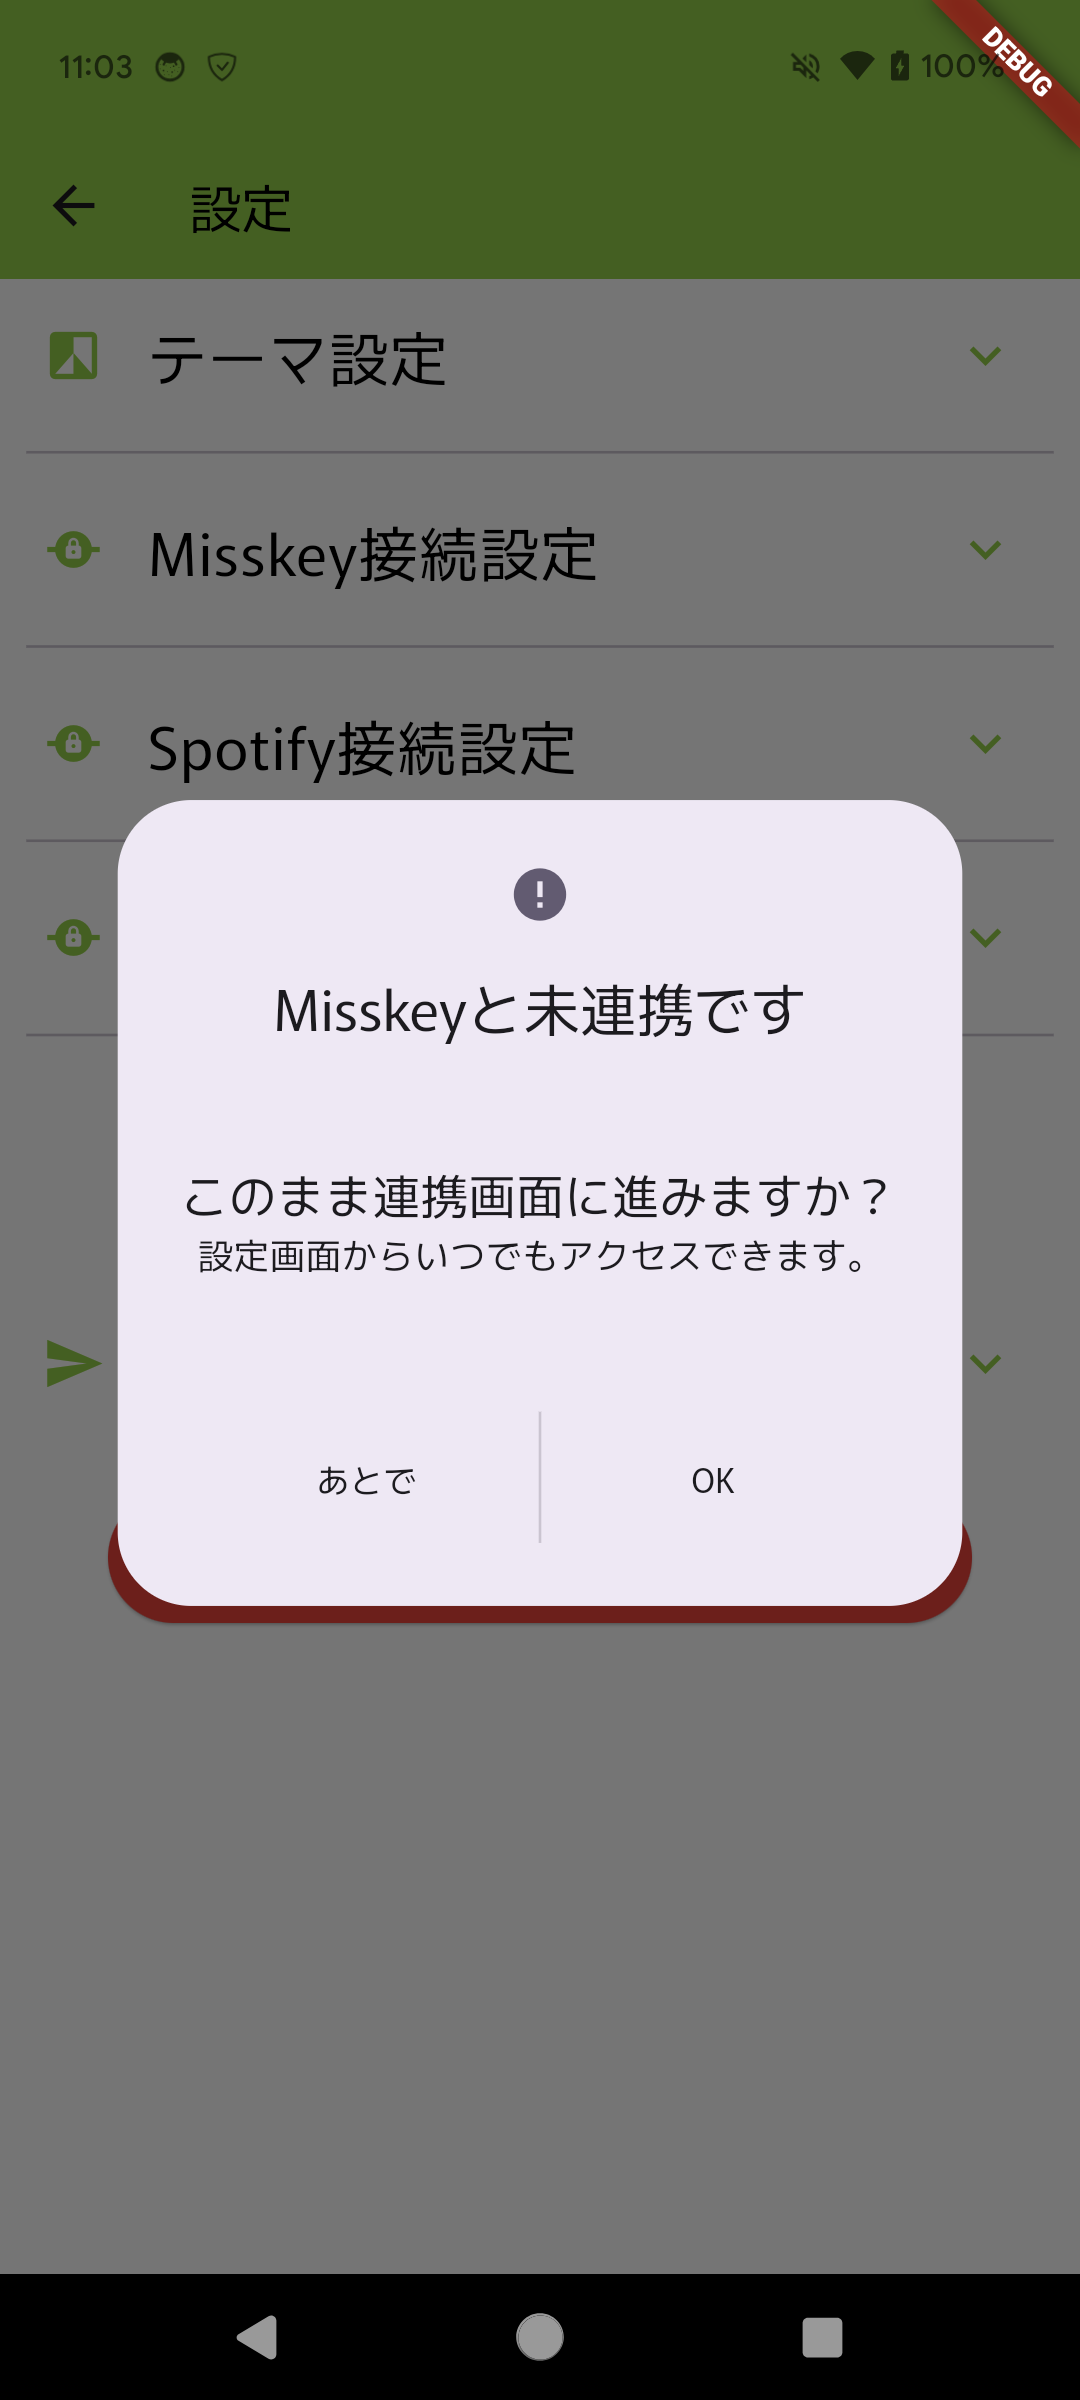 11:03
100%
DEBUG
設定
テーマ設定
Misskey接続設定
Spotify接続設定
Misskeyと未連携です
このまま連携画面に進みますか？
設定画面からいつでもアクセスできます。
あとで
OK